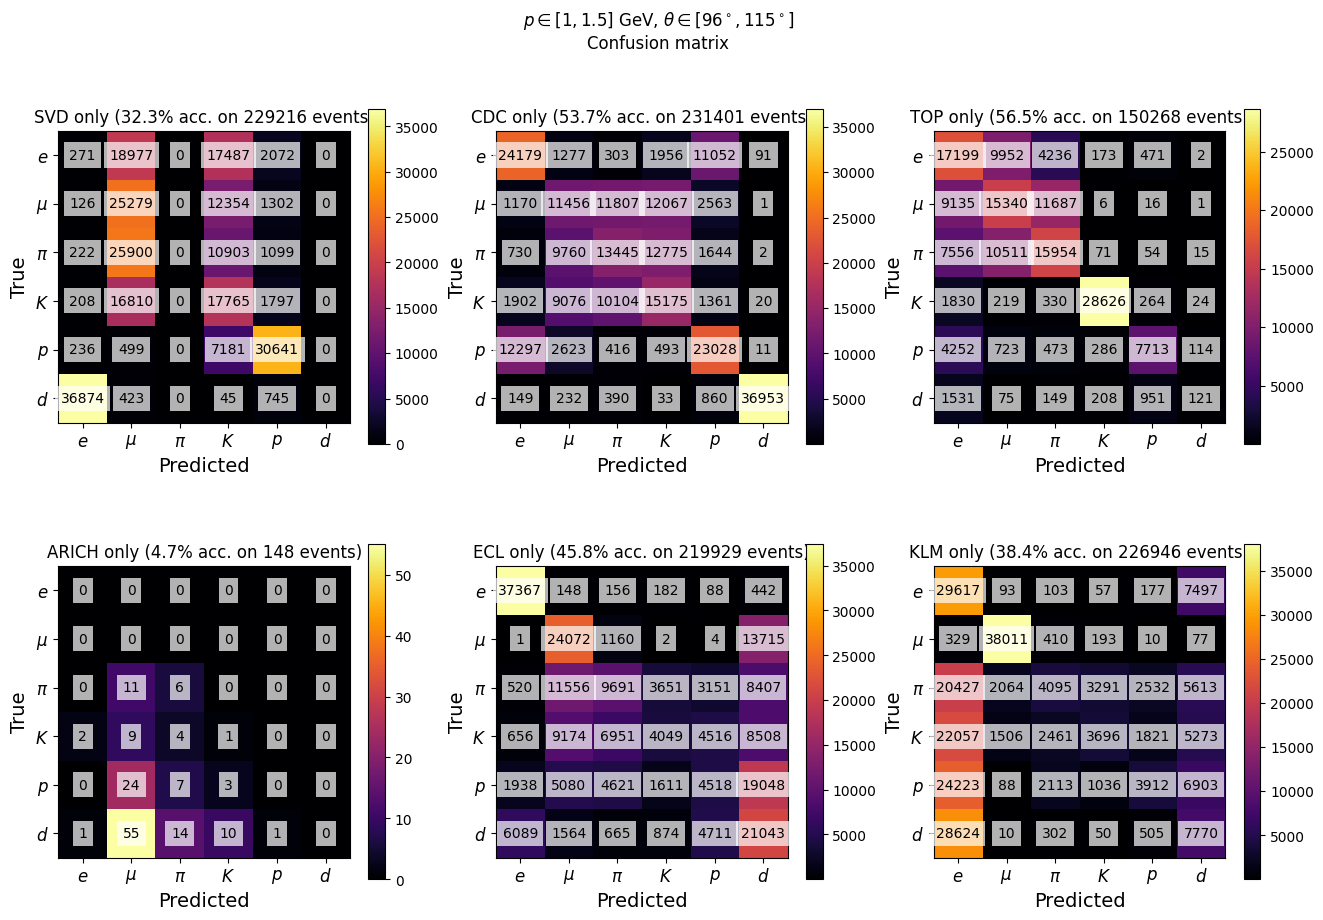 p ∈ [1, 1.5] GeV, θ ∈ [96°, 115°]
Confusion matrix
SVD only (32.3% acc. on 229216 events
True
e 271 18977 0 17487 2072 0
μ 126 25279 0 12354 1302 0
π 222 25900 0 10903 1099 0
K 208 16810 0 17765 1797 0
p 236 499 0 7181 30641 0
d 36874 423 0 45 745 0
e μ π K p d
Predicted
35000
30000
25000
20000
15000
10000
5000
0
CDC only (53.7% acc. on 231401 events
True
e 24179 1277 303 1956 11052 91
μ 1170 11456 11807 12067 2563 1
π 730 9760 13445 12775 1644 2
K 1902 9076 10104 15175 1361 20
p 12297 2623 416 493 23028 11
d 149 232 390 33 860 36953
e μ π K p d
Predicted
35000
30000
25000
20000
15000
10000
5000
TOP only (56.5% acc. on 150268 events
True
e 17199 9952 4236 173 471 2
μ 9135 15340 11687 6 16 1
π 7556 10511 15954 71 54 15
K 1830 219 330 28626 264 24
p 4252 723 473 286 7713 114
d 1531 75 149 208 951 121
e μ π K p d
Predicted
25000
20000
15000
10000
5000
ARICH only (4.7% acc. on 148 events)
True
e 0 0 0 0 0 0
μ 0 0 0 0 0 0
π 0 11 6 0 0 0
K 2 9 4 1 0 0
p 0 24 7 3 0 0
d 1 55 14 10 1 0
e μ π K p d
Predicted
50
40
30
20
10
0
ECL only (45.8% acc. on 219929 events)
True
e 37367 148 156 182 88 442
μ 1 24072 1160 2 4 13715
π 520 11556 9691 3651 3151 8407
K 656 9174 6951 4049 4516 8508
p 1938 5080 4621 1611 4518 19048
d 6089 1564 665 874 4711 21043
e μ π K p d
Predicted
35000
30000
25000
20000
15000
10000
5000
KLM only (38.4% acc. on 226946 events
True
e 29617 93 103 57 177 7497
μ 329 38011 410 193 10 77
π 20427 2064 4095 3291 2532 5613
K 22057 1506 2461 3696 1821 5273
p 24223 88 2113 1036 3912 6903
d 28624 10 302 50 505 7770
e μ π K p d
Predicted
35000
30000
25000
20000
15000
10000
5000